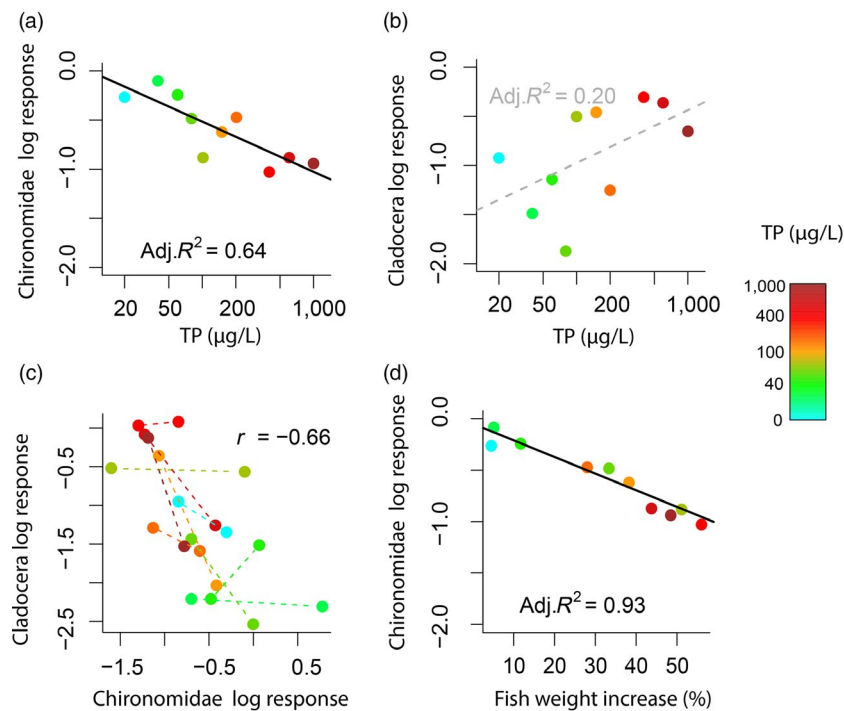 (a)
Chironomidae log response
0.0
−1.0
−2.0
Adj.R² = 0.64
20 50 200 1,000
TP (µg/L)
(b)
Cladocera log response
0.0
−1.0
−2.0
Adj.R² = 0.20
20 50 200 1,000
TP (µg/L)
TP (µg/L)
1,000
400
100
40
0
(c)
Cladocera log response
−0.5
−1.5
−2.5
r = −0.66
−1.5 −0.5 0.5
Chironomidae log response
(d)
Chironomidae log response
0.0
−1.0
−2.0
Adj.R² = 0.93
10 20 30 40 50
Fish weight increase (%)